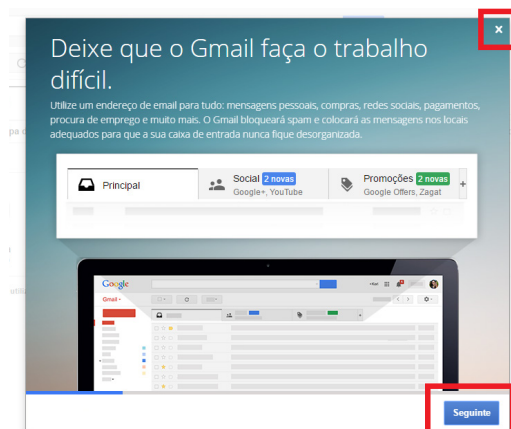 x
Deixe que o Gmail faça o trabalho
difícil.
Utilize um endereço de email para tudo: mensagens pessoais, compras, redes sociais, pagamentos,
procura de emprego e muito mais. O Gmail bloqueará spam e colocará as mensagens nos locais
adequados para que a sua caixa de entrada nunca fique desorganizada.
Principal
Social 2 novas
Google+, YouTube
Promoções 2 novas
Google Offers, Zagat
+
Google
Gmail
Seguinte